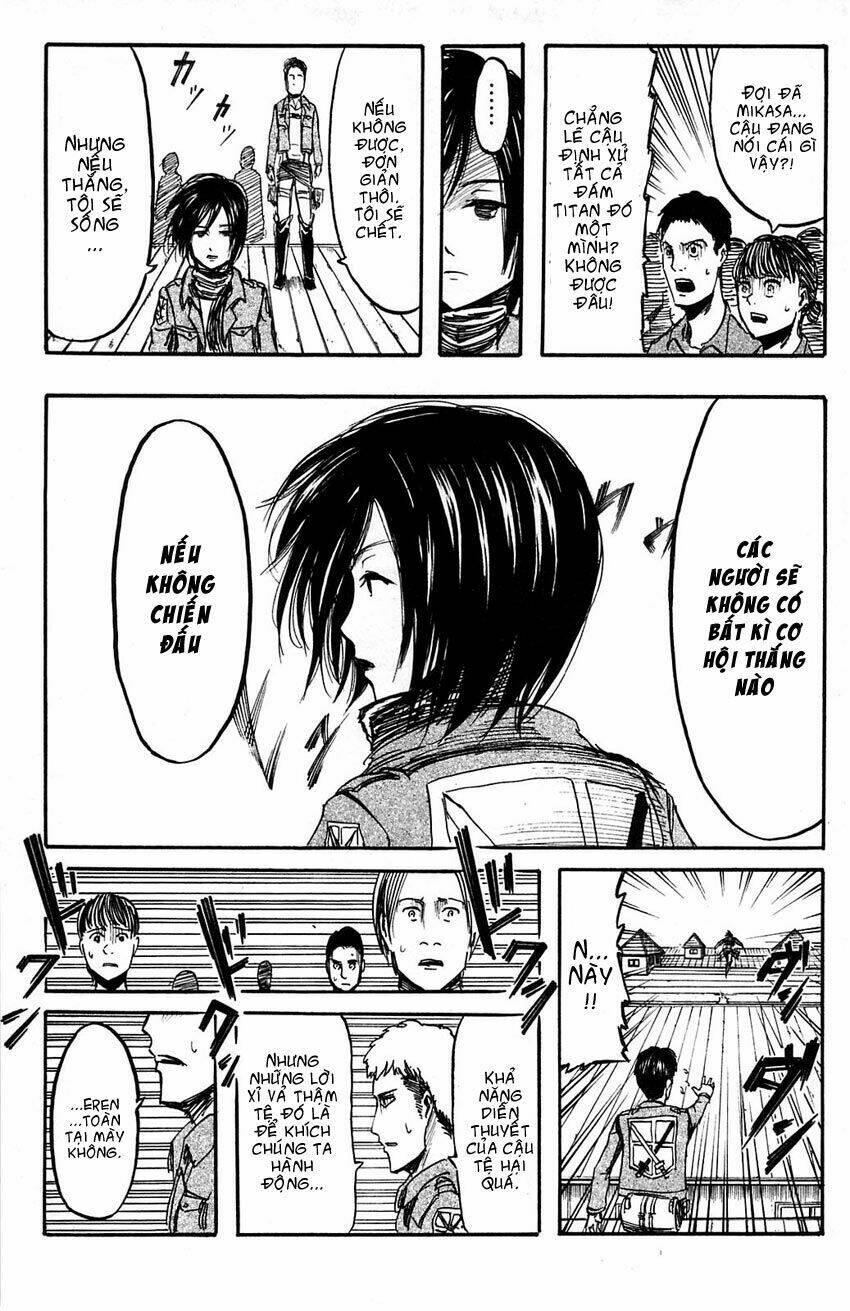 ĐỢI ĐÃ
MIKASA...
CẬU ĐANG
NÓI CÁI GÌ
VẬY?!
CHẲNG
LẼ CẬU
ĐỊNH XỬ
TẤT CẢ
ĐÁM
TITAN ĐÓ
MỘT
MÌNH?
KHÔNG
ĐƯỢC
ĐÂU!
......
NẾU
KHÔNG
ĐƯỢC,
ĐƠN
GIẢN
THÔI,
TÔI SẼ
CHẾT.
カッ
NHƯNG
NẾU
THẮNG,
TÔI SẼ
SỐNG
...
CÁC
NGƯỜI SẼ
KHÔNG CÓ
BẤT KÌ CƠ
HỘI THẮNG
NÀO
NẾU
KHÔNG
CHIẾN
ĐẤU
N...
NÀY
!!
KHẢ
NĂNG
DIỄN
THUYẾT
CỦA CẬU
TỆ HẠI
QUÁ.
NHƯNG
NHỮNG LỜI
XỈ VẢ THẬM
TỆ ĐÓ LÀ
ĐỂ KHÍCH
CHÚNG TA
HÀNH
ĐỘNG...
...EREN
...TOÀN
TẠI MÀY
KHÔNG.